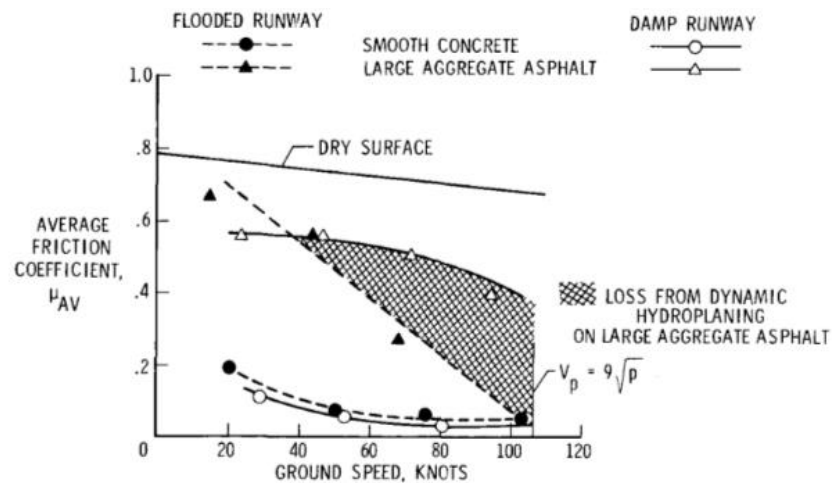 FLOODED RUNWAY
DAMP RUNWAY
SMOOTH CONCRETE
LARGE AGGREGATE ASPHALT
1.0
.8
.6
.4
.2
0
DRY SURFACE
AVERAGE
FRICTION
COEFFICIENT,
μAV
LOSS FROM DYNAMIC
HYDROPLANING
ON LARGE AGGREGATE ASPHALT
Vp = 9√p
20 40 60 80 100 120
GROUND SPEED, KNOTS